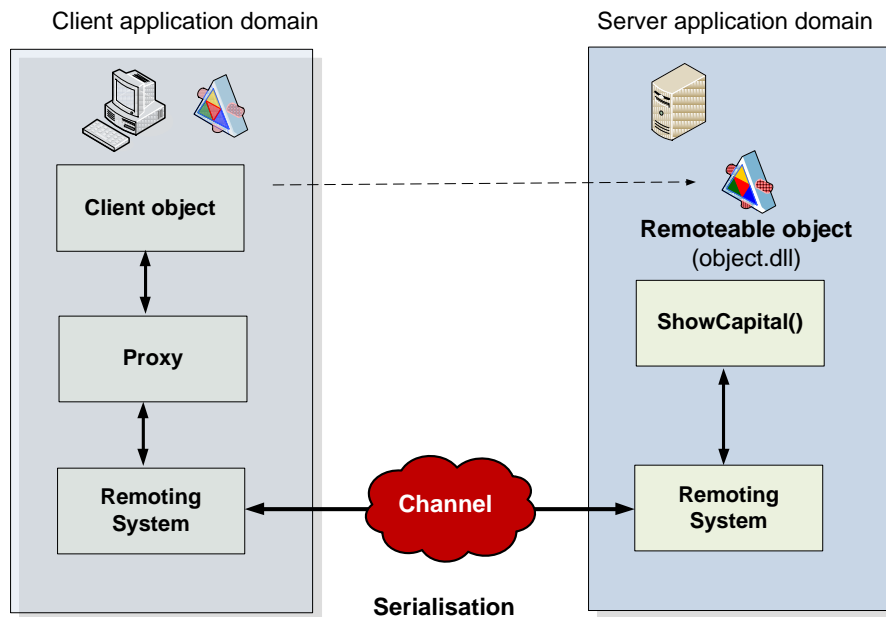 Client application domain
Server application domain
Client object
Remoteable object
(object.dll)
ShowCapital()
Proxy
Remoting
System
Channel
Remoting
System
Serialisation